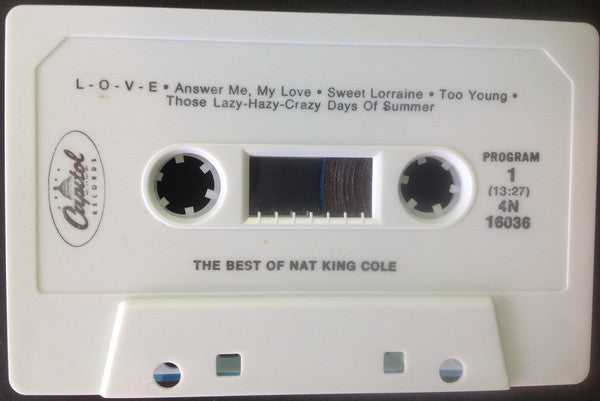 L-O-V-E • Answer Me, My Love • Sweet Lorraine • Too Young •
Those Lazy-Hazy-Crazy Days Of Summer
Capitol
RECORDS
PROGRAM
1
(13:27)
4N
16036
THE BEST OF NAT KING COLE